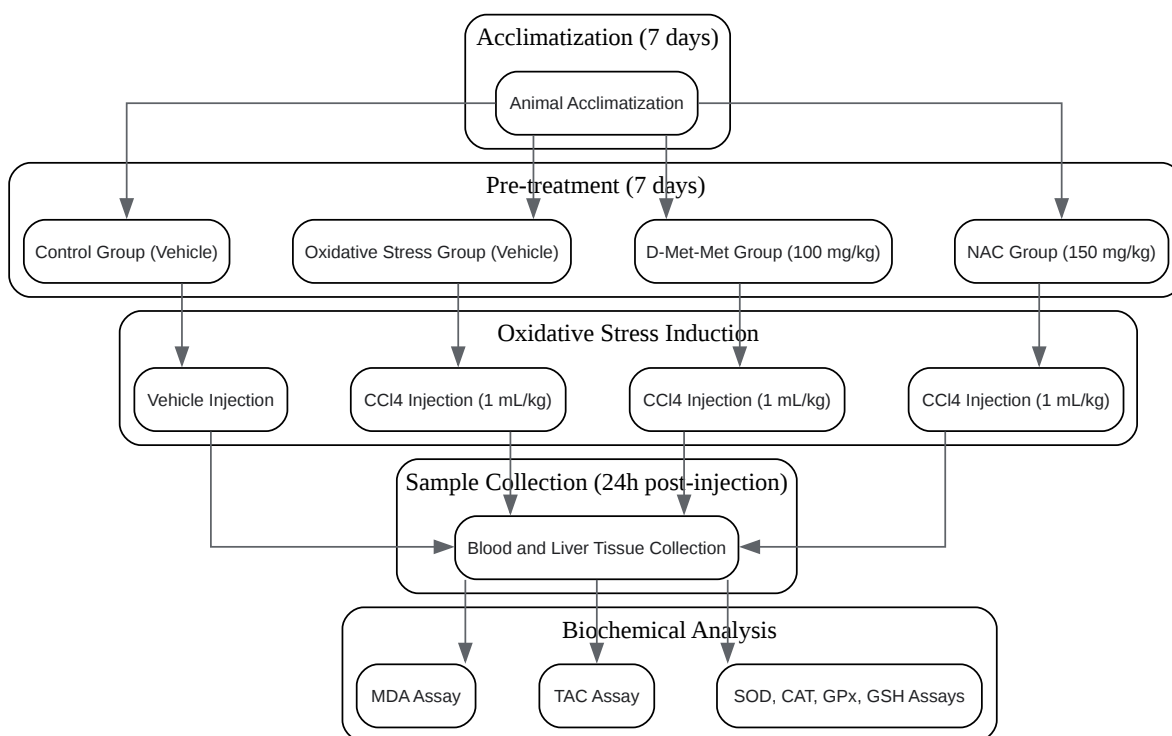 Acclimatization (7 days)
Animal Acclimatization
Pre-treatment (7 days)
Control Group (Vehicle)
Oxidative Stress Group (Vehicle)
D-Met-Met Group (100 mg/kg)
NAC Group (150 mg/kg)
Oxidative Stress Induction
Vehicle Injection
CCl4 Injection (1 mL/kg)
CCl4 Injection (1 mL/kg)
CCl4 Injection (1 mL/kg)
Sample Collection (24h post-injection)
Blood and Liver Tissue Collection
Biochemical Analysis
MDA Assay
TAC Assay
SOD, CAT, GPx, GSH Assays